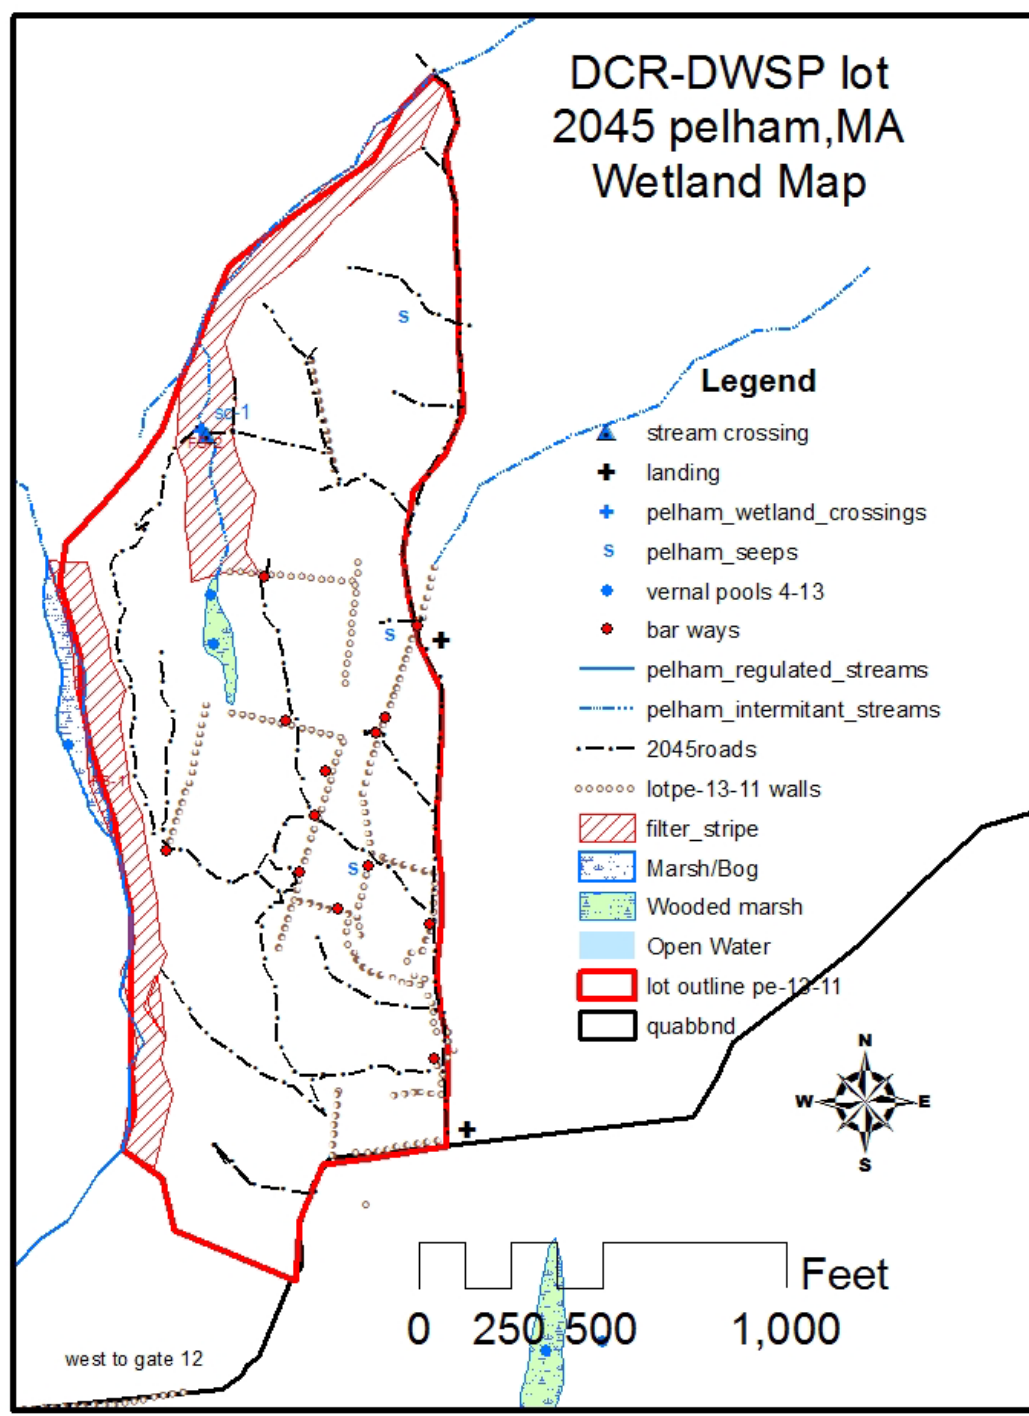 DCR-DWSP lot
2045 pelham,MA
Wetland Map
S
Legend
sc-1
stream crossing
landing
pelham_wetland_crossings
S pelham_seeps
vernal pools 4-13
S
bar ways
pelham_regulated_streams
pelham_intermitant_streams
2045roads
lotpe-13-11 walls
filter_stripe
S
Marsh/Bog
Wooded marsh
Open Water
lot outline pe-13-11
quabbnd
N
W E
S
Feet
0 250 500 1,000
west to gate 12